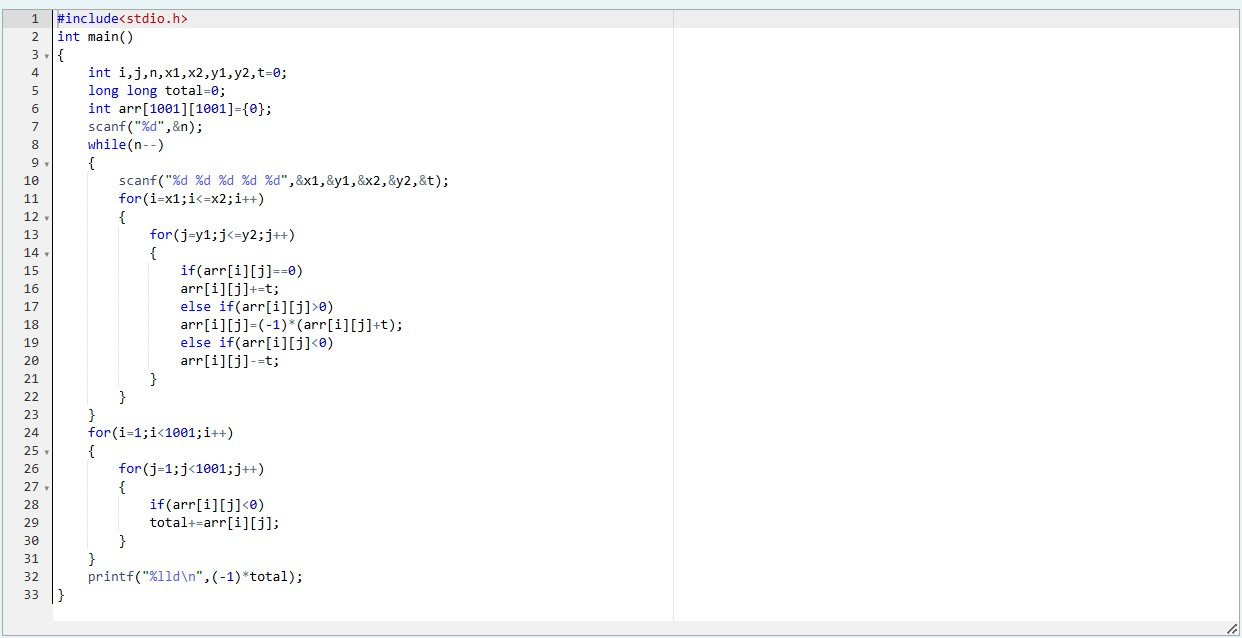 1 #include<stdio.h>
2 int main()
3 {
4     int i,j,n,x1,x2,y1,y2,t=0;
5     long long total=0;
6     int arr[1001][1001]={0};
7     scanf("%d",&n);
8     while(n--)
9     {
10         scanf("%d %d %d %d %d",&x1,&y1,&x2,&y2,&t);
11         for(i=x1;i<=x2;i++)
12         {
13             for(j=y1;j<=y2;j++)
14             {
15                 if(arr[i][j]==0)
16                 arr[i][j]+=t;
17                 else if(arr[i][j]>0)
18                 arr[i][j]=(-1)*(arr[i][j]+t);
19                 else if(arr[i][j]<0)
20                 arr[i][j]-=t;
21             }
22         }
23     }
24     for(i=1;i<1001;i++)
25     {
26         for(j=1;j<1001;j++)
27         {
28             if(arr[i][j]<0)
29             total+=arr[i][j];
30         }
31     }
32     printf("%lld\n",(-1)*total);
33 }